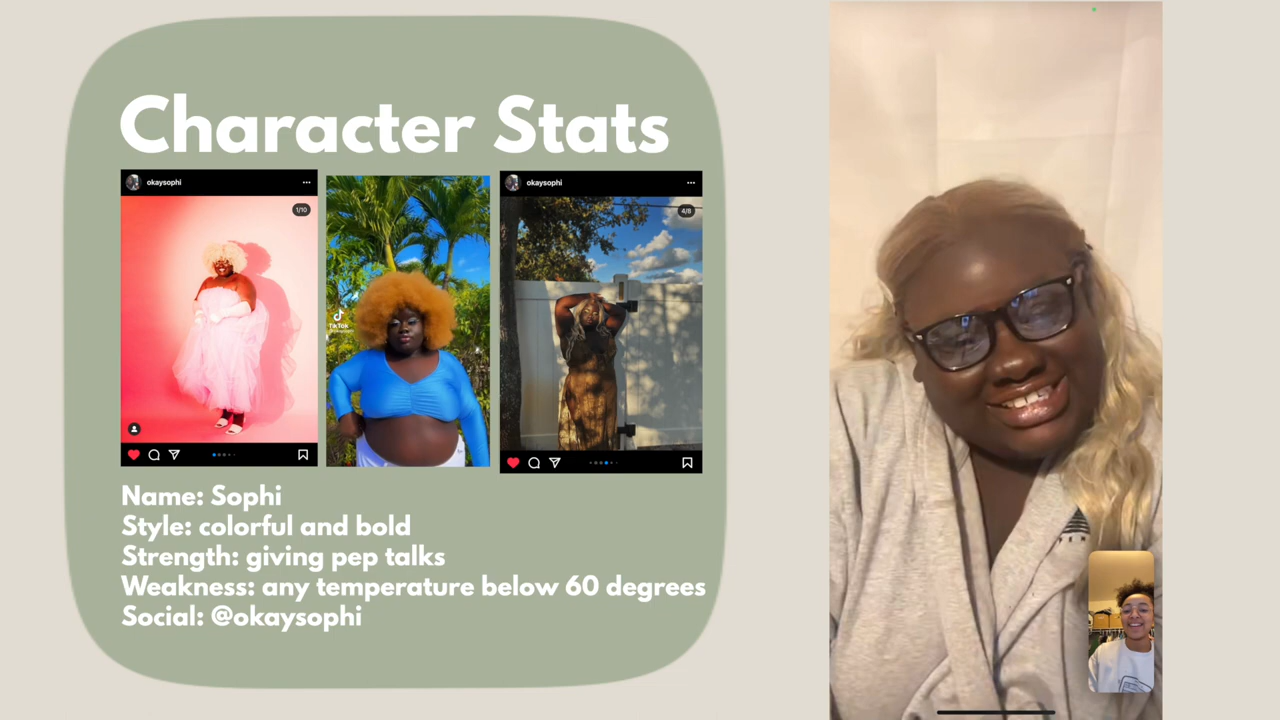 Character Stats
okaysophi
1/10
TikTok
okaysophi
4/8
Name: Sophi
Style: colorful and bold
Strength: giving pep talks
Weakness: any temperature below 60 degrees
Social: @okaysophi